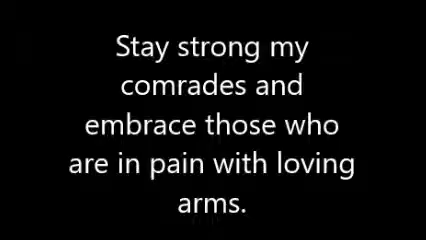 Stay strong my
comrades and
embrace those who
are in pain with loving
arms.